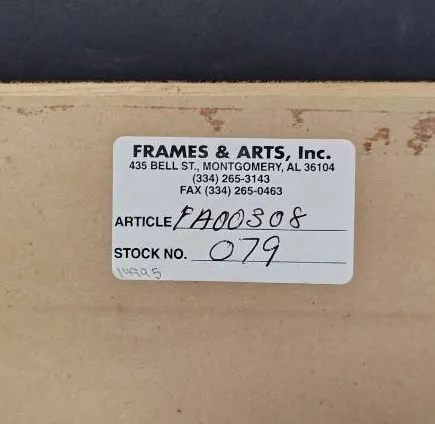 FRAMES & ARTS, Inc.
435 BELL ST., MONTGOMERY, AL 36104
(334) 265-3143
FAX (334) 265-0463
ARTICLE FA00308
STOCK NO. 079